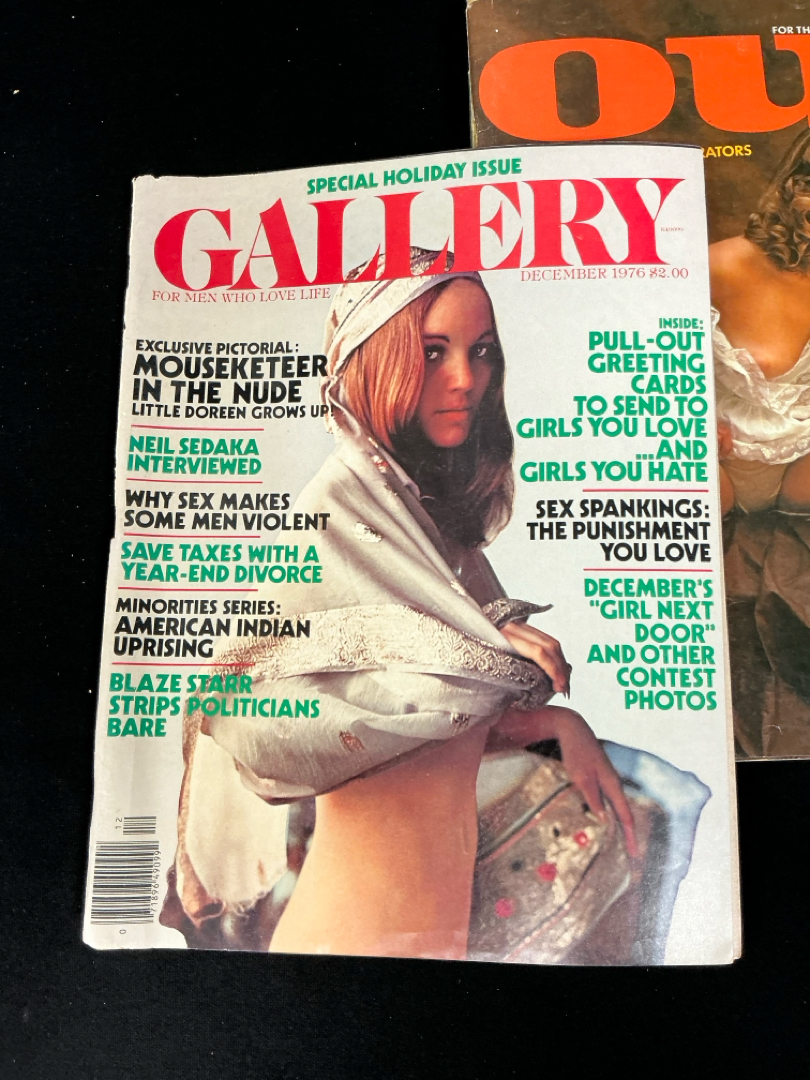 SPECIAL HOLIDAY ISSUE
GALLERY
FOR MEN WHO LOVE LIFE
DECEMBER 1976 $2.00
EXCLUSIVE PICTORIAL:
MOUSEKETEER
IN THE NUDE
LITTLE DOREEN GROWS UP!
NEIL SEDAKA
INTERVIEWED
WHY SEX MAKES
SOME MEN VIOLENT
SAVE TAXES WITH A
YEAR-END DIVORCE
MINORITIES SERIES:
AMERICAN INDIAN
UPRISING
BLAZE STARR
STRIPS POLITICIANS
BARE
INSIDE:
PULL-OUT
GREETING
CARDS
TO SEND TO
GIRLS YOU LOVE
...AND
GIRLS YOU HATE
SEX SPANKINGS:
THE PUNISHMENT
YOU LOVE
DECEMBER'S
"GIRL NEXT
DOOR"
AND OTHER
CONTEST
PHOTOS
12
0
71896 49099
FOR TH
OU
RATORS